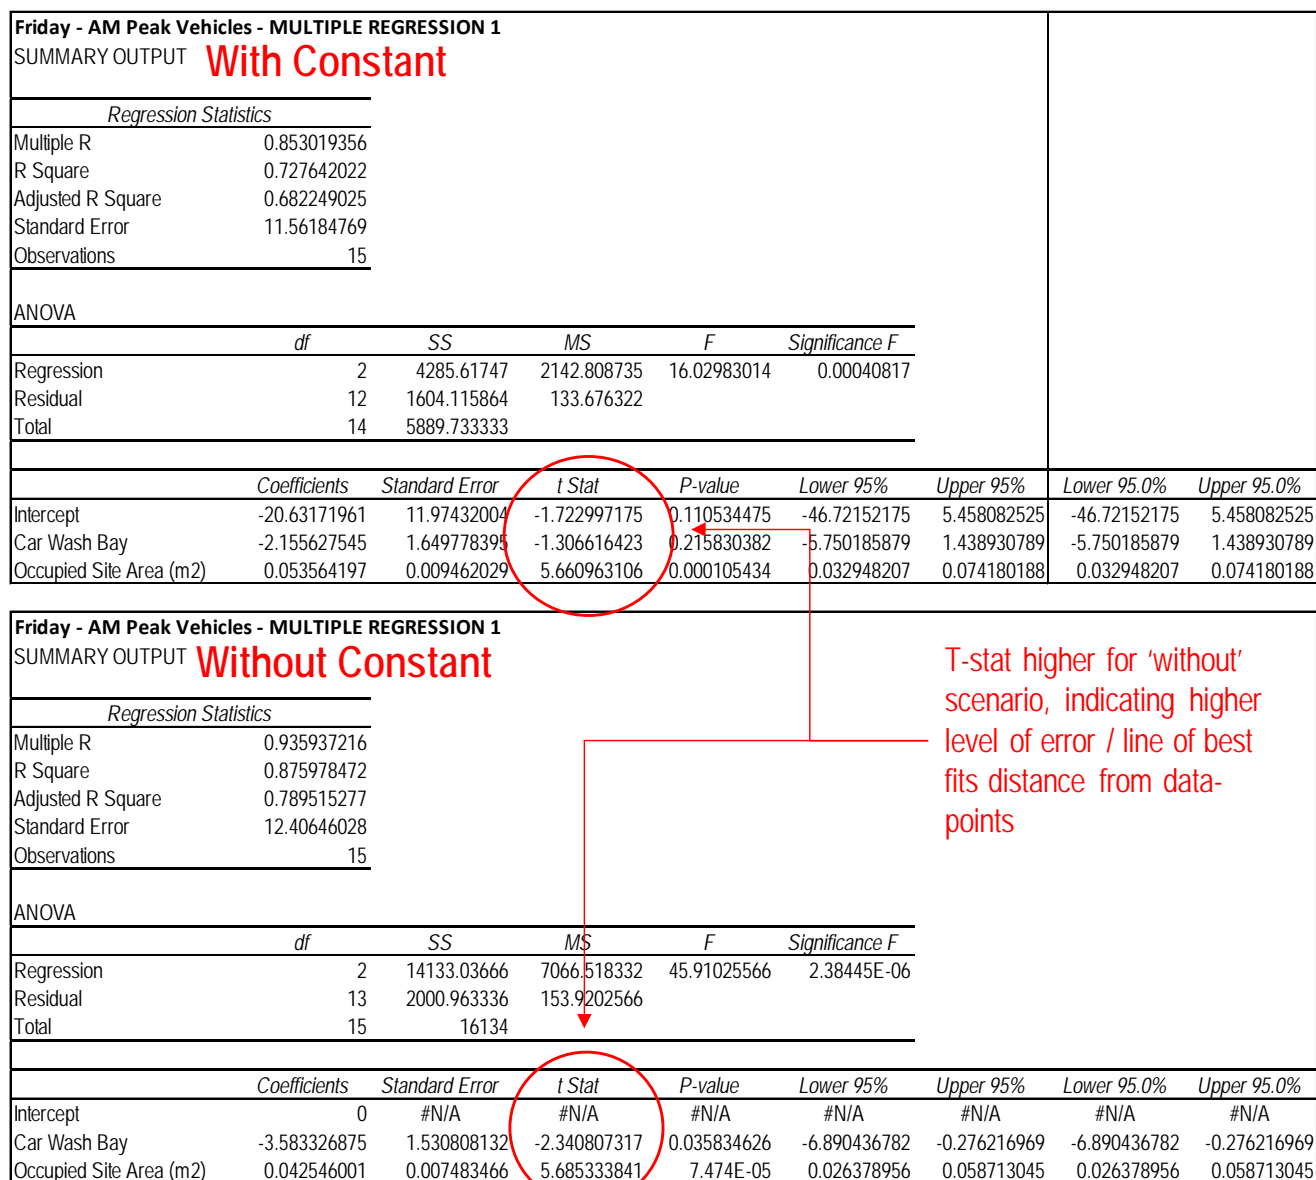 Friday - AM Peak Vehicles - MULTIPLE REGRESSION 1
SUMMARY OUTPUT With Constant
Regression Statistics
Multiple R 0.853019356
R Square 0.727642022
Adjusted R Square 0.682249025
Standard Error 11.56184769
Observations 15
ANOVA
df SS MS F Significance F
Regression 2 4285.61747 2142.808735 16.02983014 0.00040817
Residual 12 1604.115864 133.676322
Total 14 5889.733333
Coefficients Standard Error t Stat P-value Lower 95% Upper 95% Lower 95.0% Upper 95.0%
Intercept -20.63171961 11.97432004 -1.722997175 0.110534475 -46.72152175 5.458082525 -46.72152175 5.458082525
Car Wash Bay -2.155627545 1.649778395 -1.306616423 0.215830382 -5.750185879 1.438930789 -5.750185879 1.438930789
Occupied Site Area (m2) 0.053564197 0.009462029 5.660963106 0.000105434 0.032948207 0.074180188 0.032948207 0.074180188
Friday - AM Peak Vehicles - MULTIPLE REGRESSION 1
SUMMARY OUTPUT Without Constant
T-stat higher for ‘without’
scenario, indicating higher
level of error / line of best
fits distance from data-
points
Regression Statistics
Multiple R 0.935937216
R Square 0.875978472
Adjusted R Square 0.789515277
Standard Error 12.40646028
Observations 15
ANOVA
df SS MS F Significance F
Regression 2 14133.03666 7066.518332 45.91025566 2.38445E-06
Residual 13 2000.963336 153.9202566
Total 15 16134
Coefficients Standard Error t Stat P-value Lower 95% Upper 95% Lower 95.0% Upper 95.0%
Intercept 0 #N/A #N/A #N/A #N/A #N/A #N/A #N/A
Car Wash Bay -3.583326875 1.530808132 -2.340807317 0.035834626 -6.890436782 -0.276216969 -6.890436782 -0.276216969
Occupied Site Area (m2) 0.042546001 0.007483466 5.685333841 7.474E-05 0.026378956 0.058713045 0.026378956 0.058713045